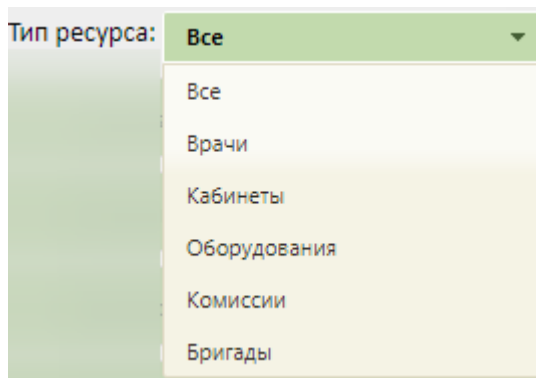 Тип ресурса: Все
Все
Врачи
Кабинеты
Оборудования
Комиссии
Бригады